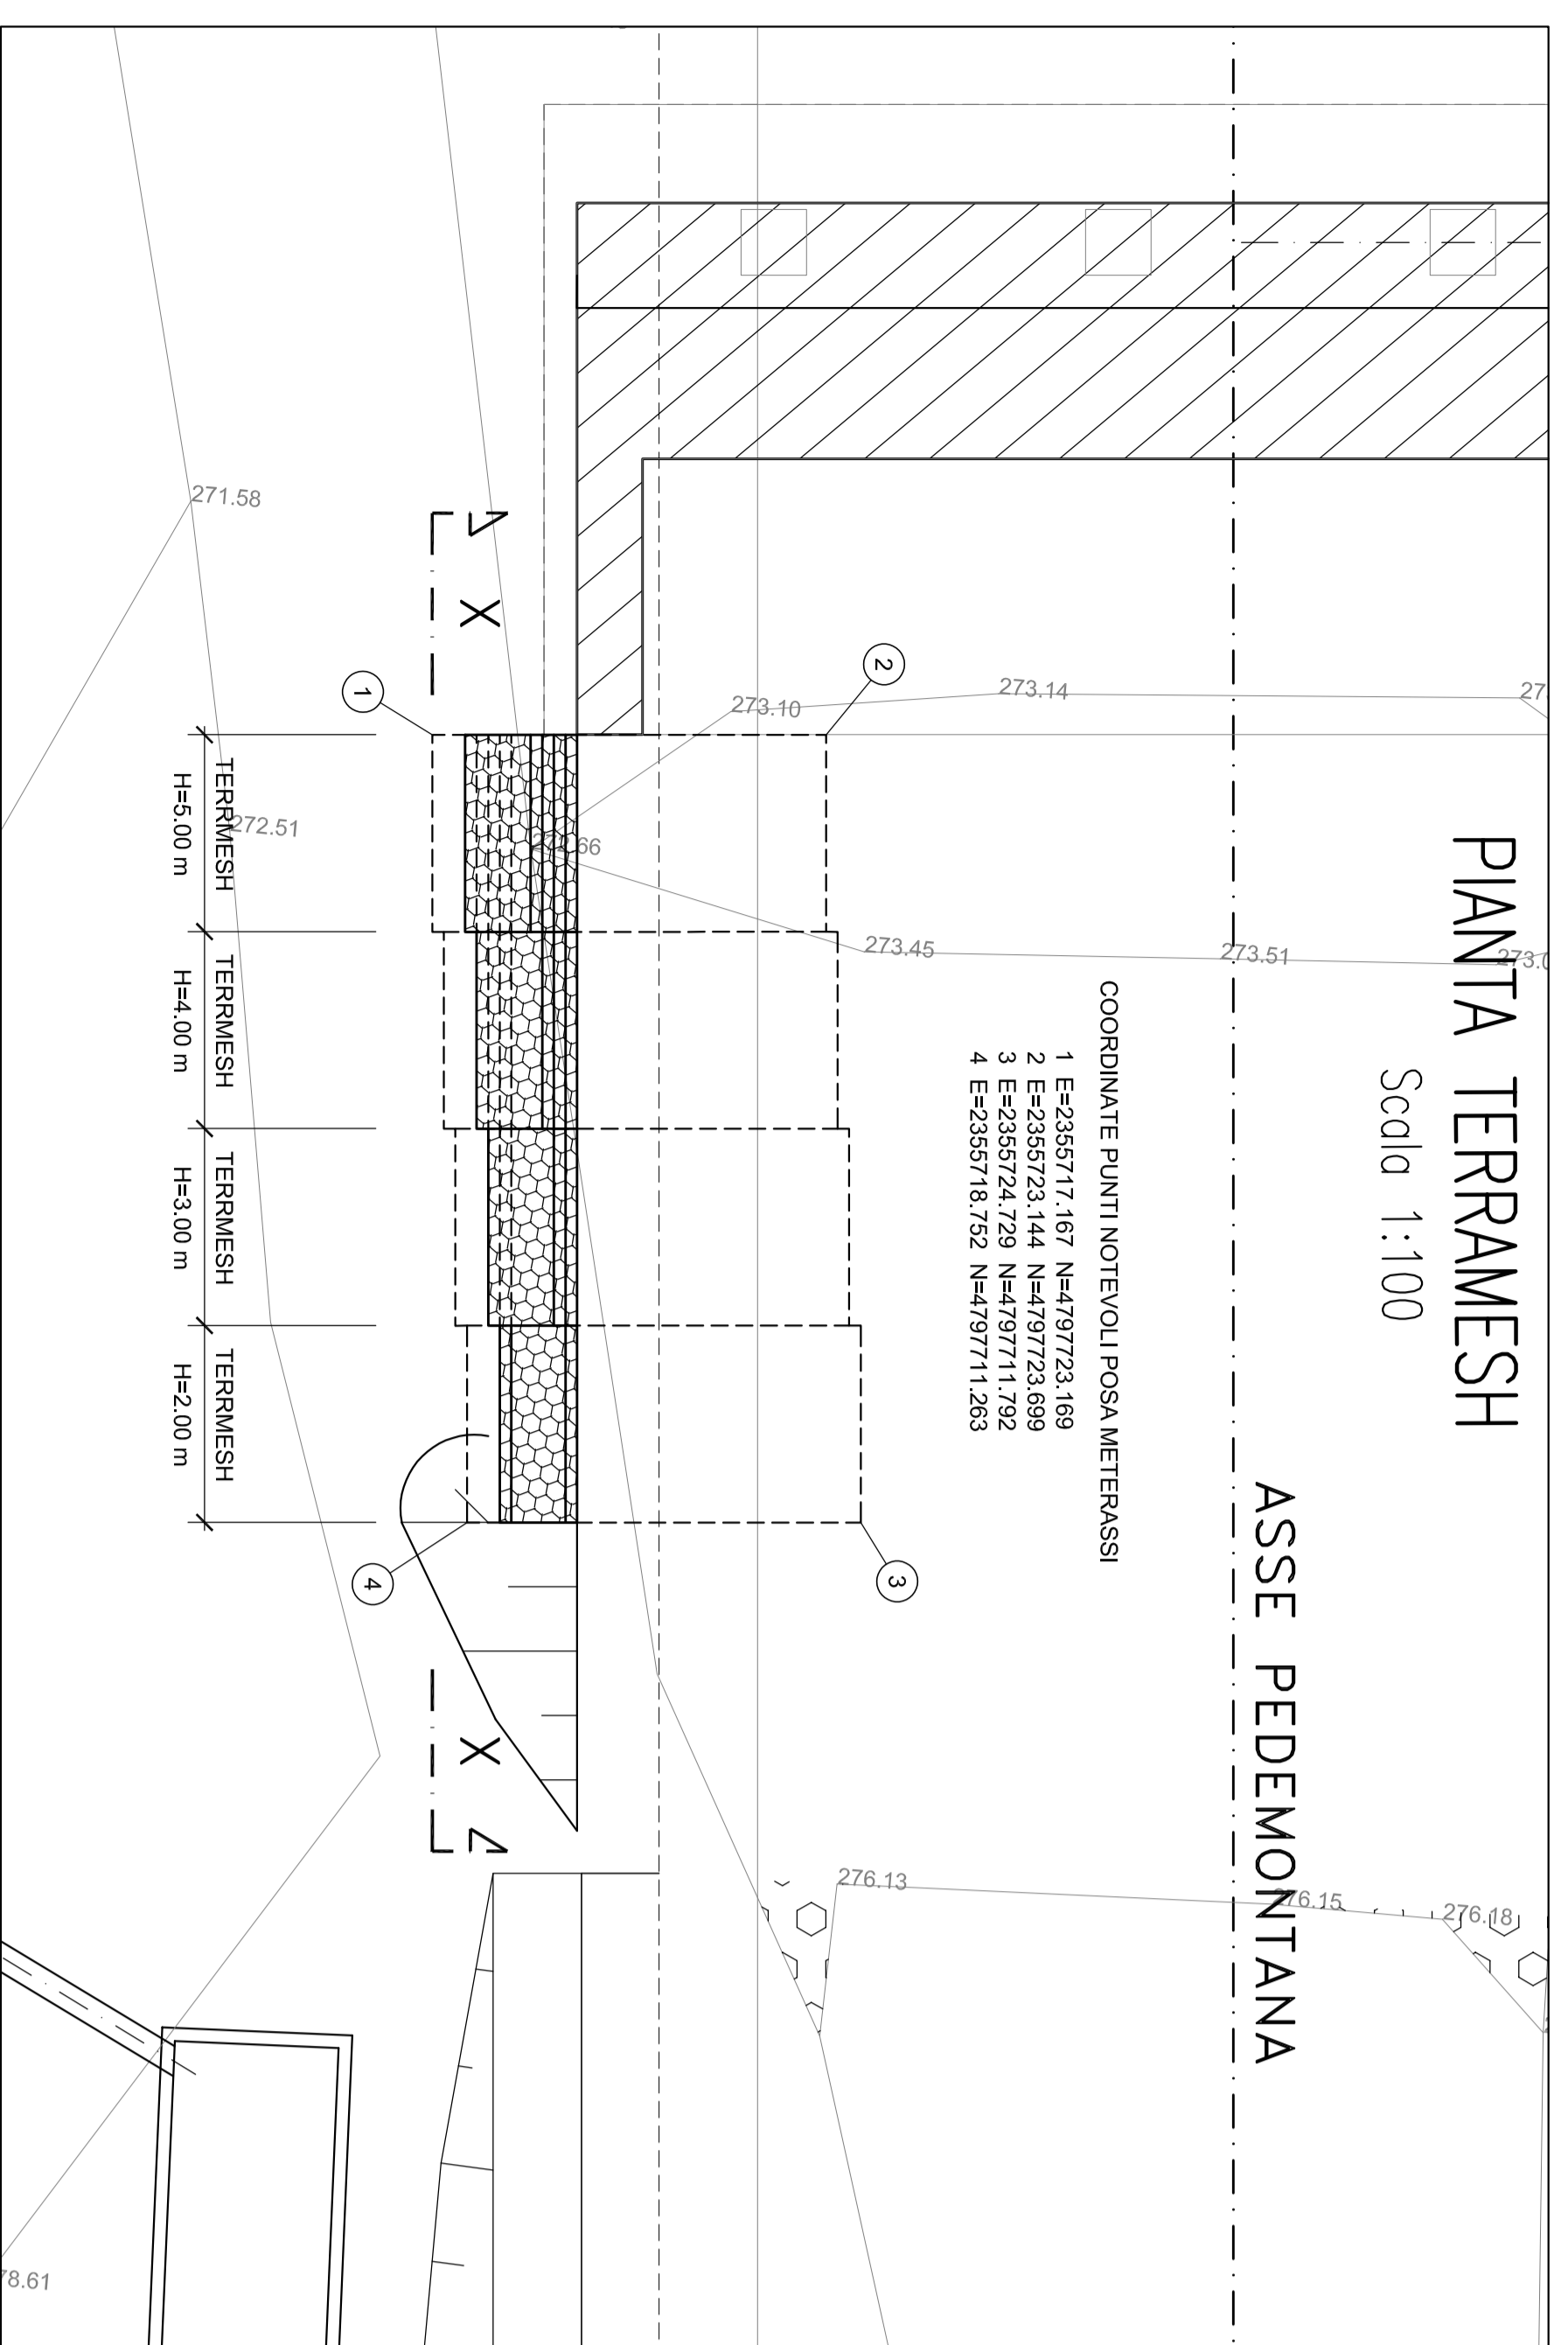 PIANTA TERRAMESH
Scala 1:100
ASSE PEDEMONTANA
COORDINATE PUNTI NOTEVOLI POSA METERASSI
1 E=2355717.167 N=4797723.169
2 E=2355723.144 N=4797723.699
3 E=2355724.729 N=4797711.792
4 E=2355718.752 N=4797711.263
273.14
273.10
273.45
273.51
276.13
276.15
276.18
2
3
X
X
1
4
271.58
272.51
272.66
TERRMESH
H=5.00 m
TERRMESH
H=4.00 m
TERRMESH
H=3.00 m
TERRMESH
H=2.00 m